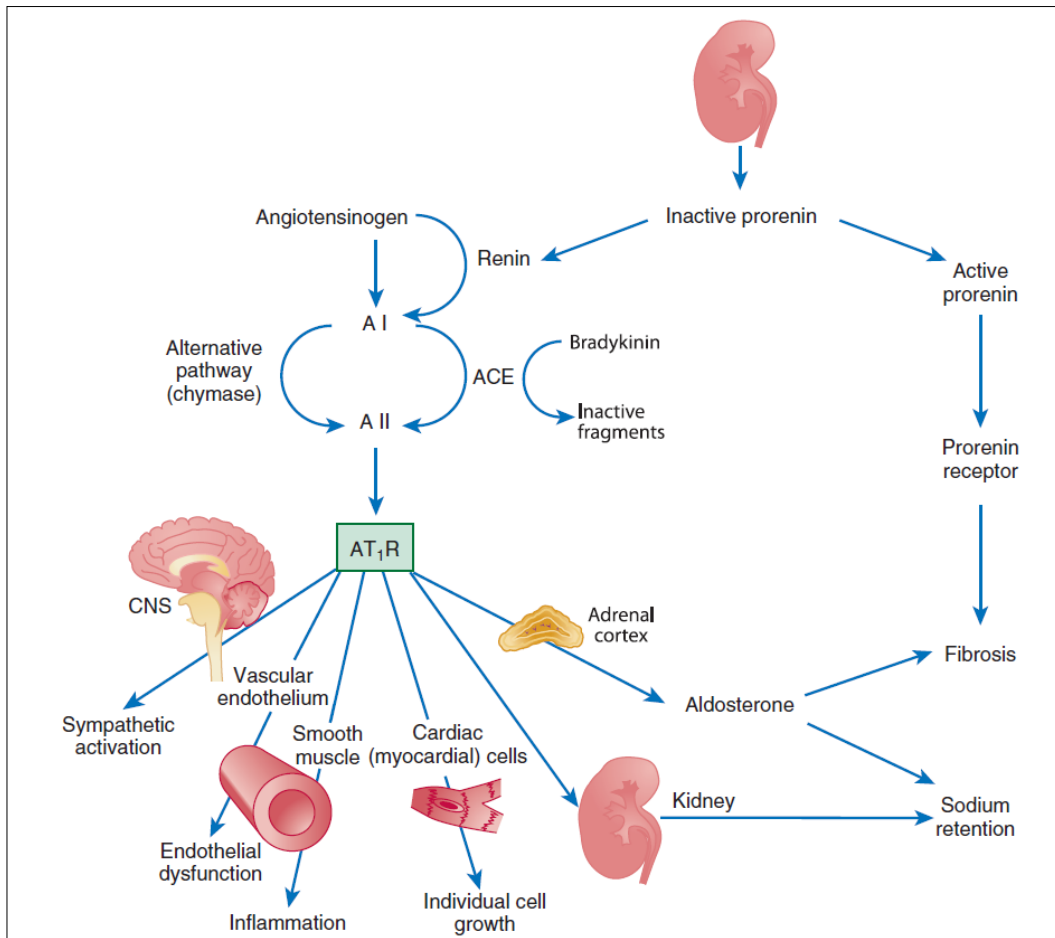 Angiotensinogen
Inactive prorenin
Renin
Active
prorenin
A I
Alternative
pathway
(chymase)
ACE
Bradykinin
Inactive
fragments
A II
Prorenin
receptor
AT₁R
CNS
Adrenal
cortex
Fibrosis
Vascular
endothelium
Aldosterone
Sympathetic
activation
Smooth
muscle
Cardiac
(myocardial) cells
Kidney
Sodium
retention
Endothelial
dysfunction
Inflammation
Individual cell
growth